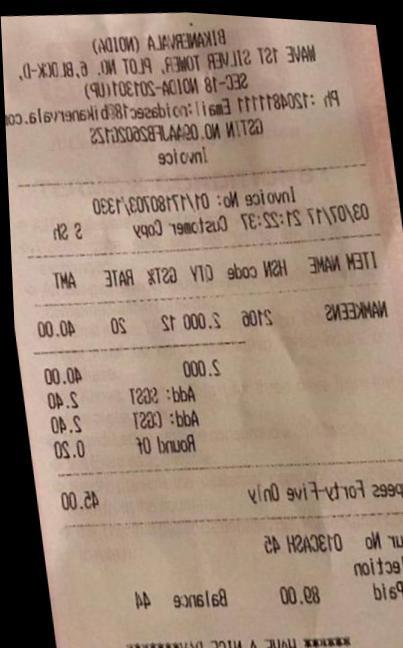 BIKANERVALA (NOIDA)
WAVE 1ST SILVER TOWER, PLOT NO. 6,BLOCK-D,
SEC-18 NOIDA-201301(UP)
Ph :12048111111 Email:noidasec18@bikanervala.co
GSTIN NO.09AAJFB2602G1ZS
Invoice
Invoice No: 01/17180703/1330
03/07/17 21:22:37 Customer Copy S Sh
ITEM NAME HSN code QTY GST% RATE AMT
NAMKEENS 2106 2.000 12 20 40.00
2.000 40.00
Add: SGST 2.40
Add: CGST 2.40
Round Of 0.20
pees Forty-Five Only 45.00
ur No 013CASH 45
lection
Paid 89.00 Balance 44
****** HAVE A NICE DAY